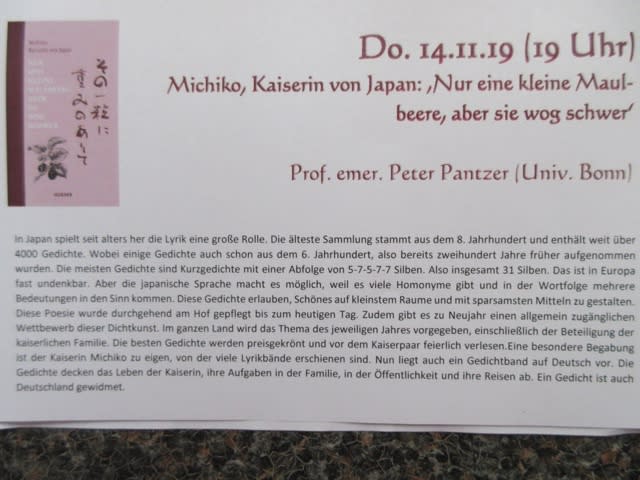 Do. 14.11.19 (19 Uhr)
Michiko, Kaiserin von Japan: ‚Nur eine kleine Maul-
beere, aber sie wog schwer‘
Prof. emer. Peter Pantzer (Univ. Bonn)
In Japan spielt seit alters her die Lyrik eine große Rolle. Die älteste Sammlung stammt aus dem 8. Jahrhundert und enthält weit über
4000 Gedichte. Wobei einige Gedichte auch schon aus dem 6. Jahrhundert, also bereits zweihundert Jahre früher aufgenommen
wurden. Die meisten Gedichte sind Kurzgedichte mit einer Abfolge von 5-7-5-7-7 Silben. Also insgesamt 31 Silben. Das ist in Europa
fast undenkbar. Aber die japanische Sprache macht es möglich, weil es viele Homonyme gibt und in der Wortfolge mehrere
Bedeutungen in den Sinn kommen. Diese Gedichte erlauben, Schönes auf kleinstem Raume und mit sparsamsten Mitteln zu gestalten.
Diese Poesie wurde durchgehend am Hof gepflegt bis zum heutigen Tag. Zudem gibt es zu Neujahr einen allgemein zugänglichen
Wettbewerb dieser Dichtkunst. Im ganzen Land wird das Thema des jeweiligen Jahres vorgegeben, einschließlich der Beteiligung der
kaiserlichen Familie. Die besten Gedichte werden preisgekrönt und vor dem Kaiserpaar feierlich verlesen.Eine besondere Begabung
ist der Kaiserin Michiko zu eigen, von der viele Lyrikbände erschienen sind. Nun liegt auch ein Gedichtband auf Deutsch vor. Die
Gedichte decken das Leben der Kaiserin, ihre Aufgaben in der Familie, in der Öffentlichkeit und ihre Reisen ab. Ein Gedicht ist auch
Deutschland gewidmet.